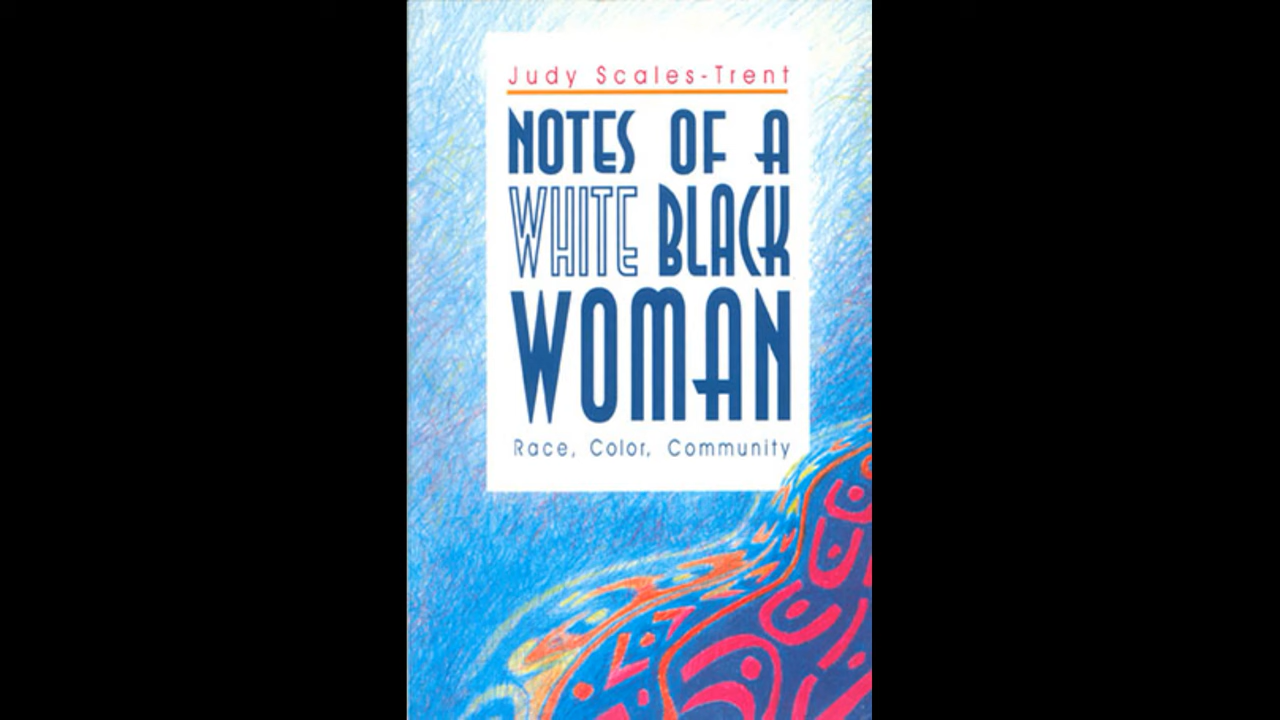 Judy Scales-Trent
NOTES OF A
WHITE BLACK
WOMAN
Race, Color, Community